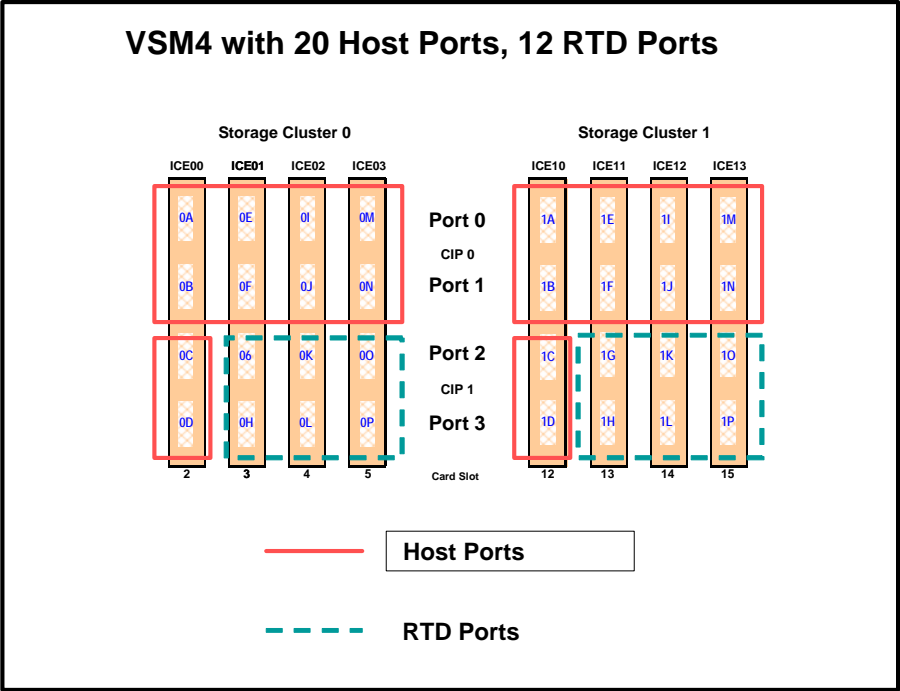 VSM4 with 20 Host Ports, 12 RTD Ports
Storage Cluster 0 Storage Cluster 1
ICE00 ICE01 ICE02 ICE03 ICE10 ICE11 ICE12 ICE13
0A 0E 0I 0M Port 0 1A 1E 1I 1M
CIP 0
0B 0F 0J 0N Port 1 1B 1F 1J 1N
0C 06 0K 0O Port 2 1C 1G 1K 1O
CIP 1
0D 0H 0L 0P Port 3 1D 1H 1L 1P
2 3 4 5 Card Slot 12 13 14 15
Host Ports
RTD Ports